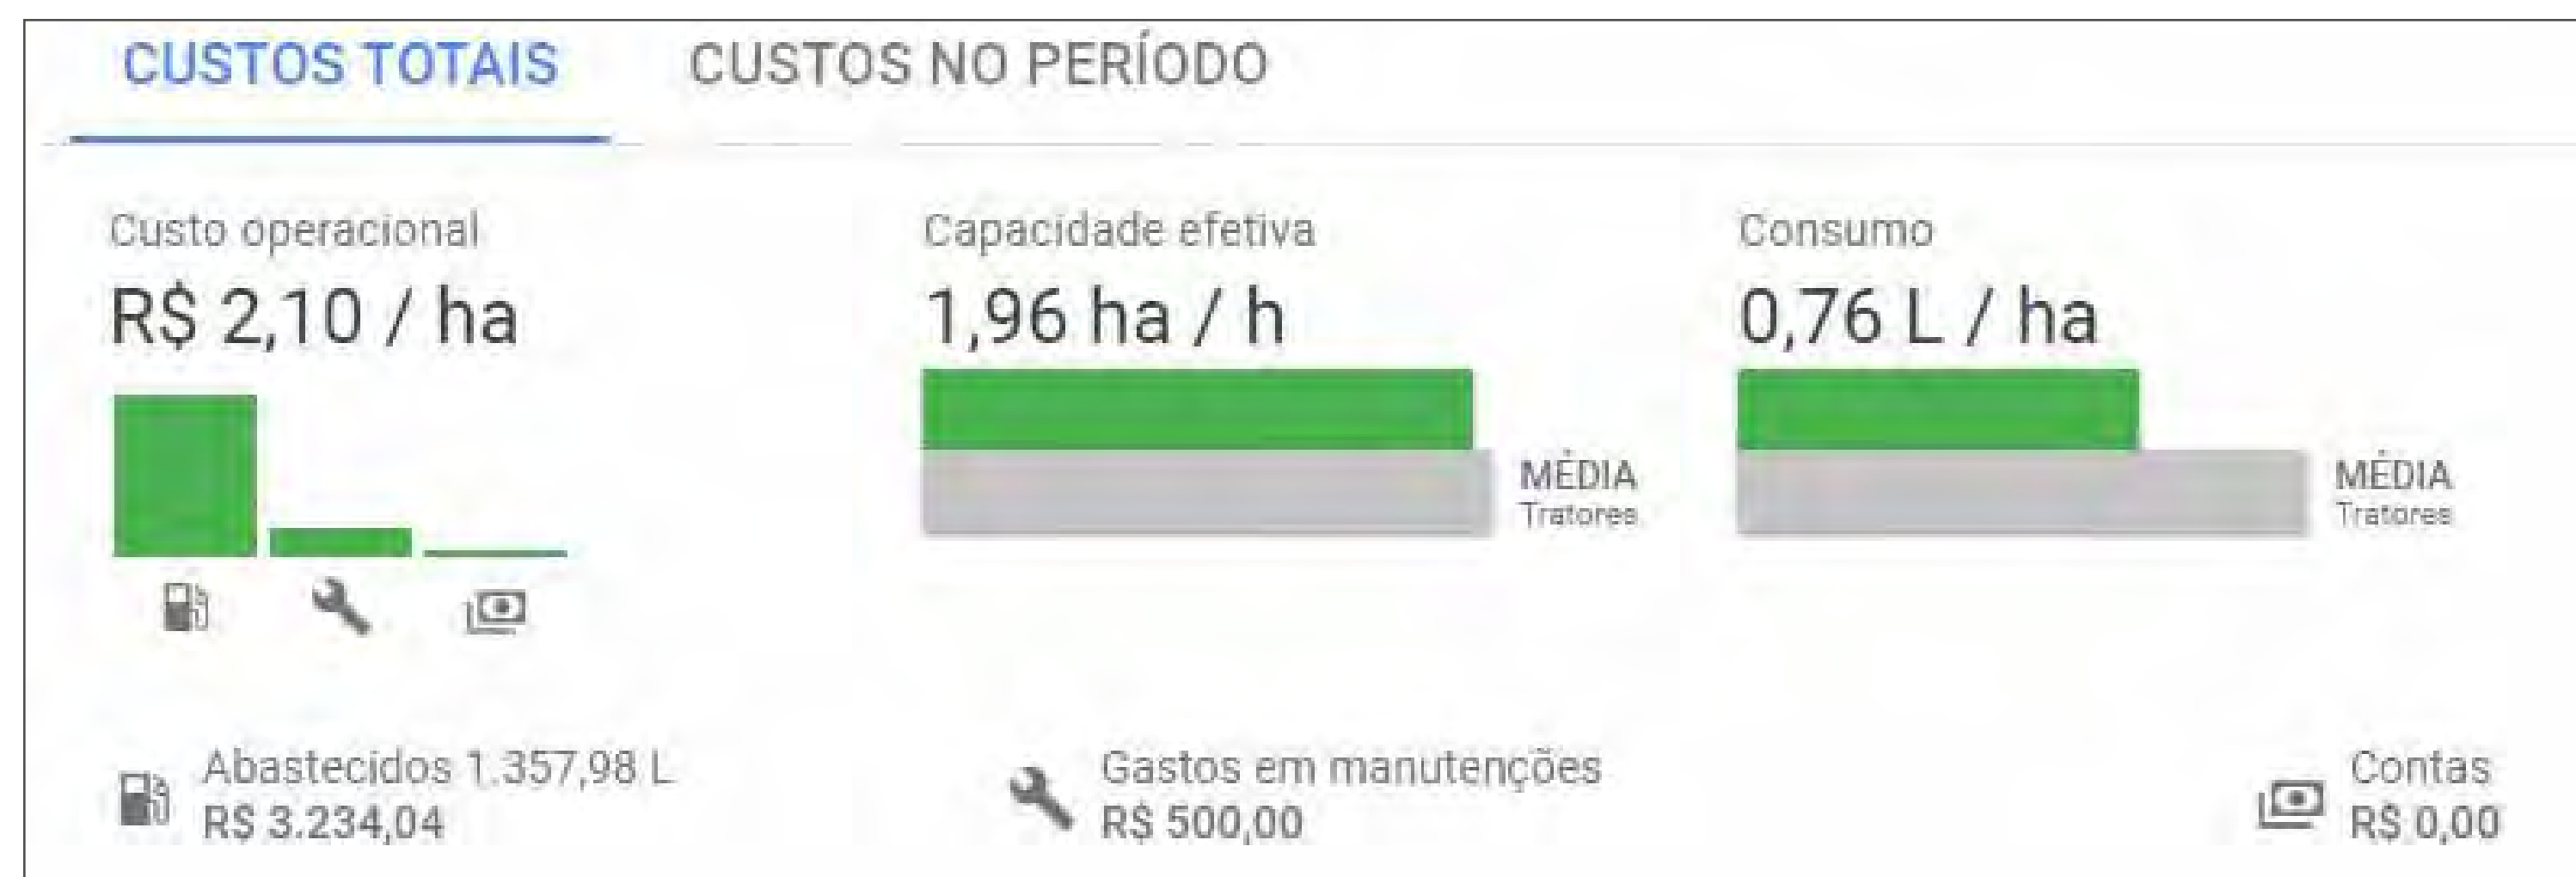 CUSTOS TOTAIS CUSTOS NO PERÍODO
Custo operacional
R$ 2,10 / ha
Capacidade efetiva
1,96 ha / h
MÉDIA
Tratores
Consumo
0,76 L / ha
MÉDIA
Tratores
Abastecidos 1.357,98 L
R$ 3.234,04
Gastos em manutenções
R$ 500,00
Contas
R$ 0,00